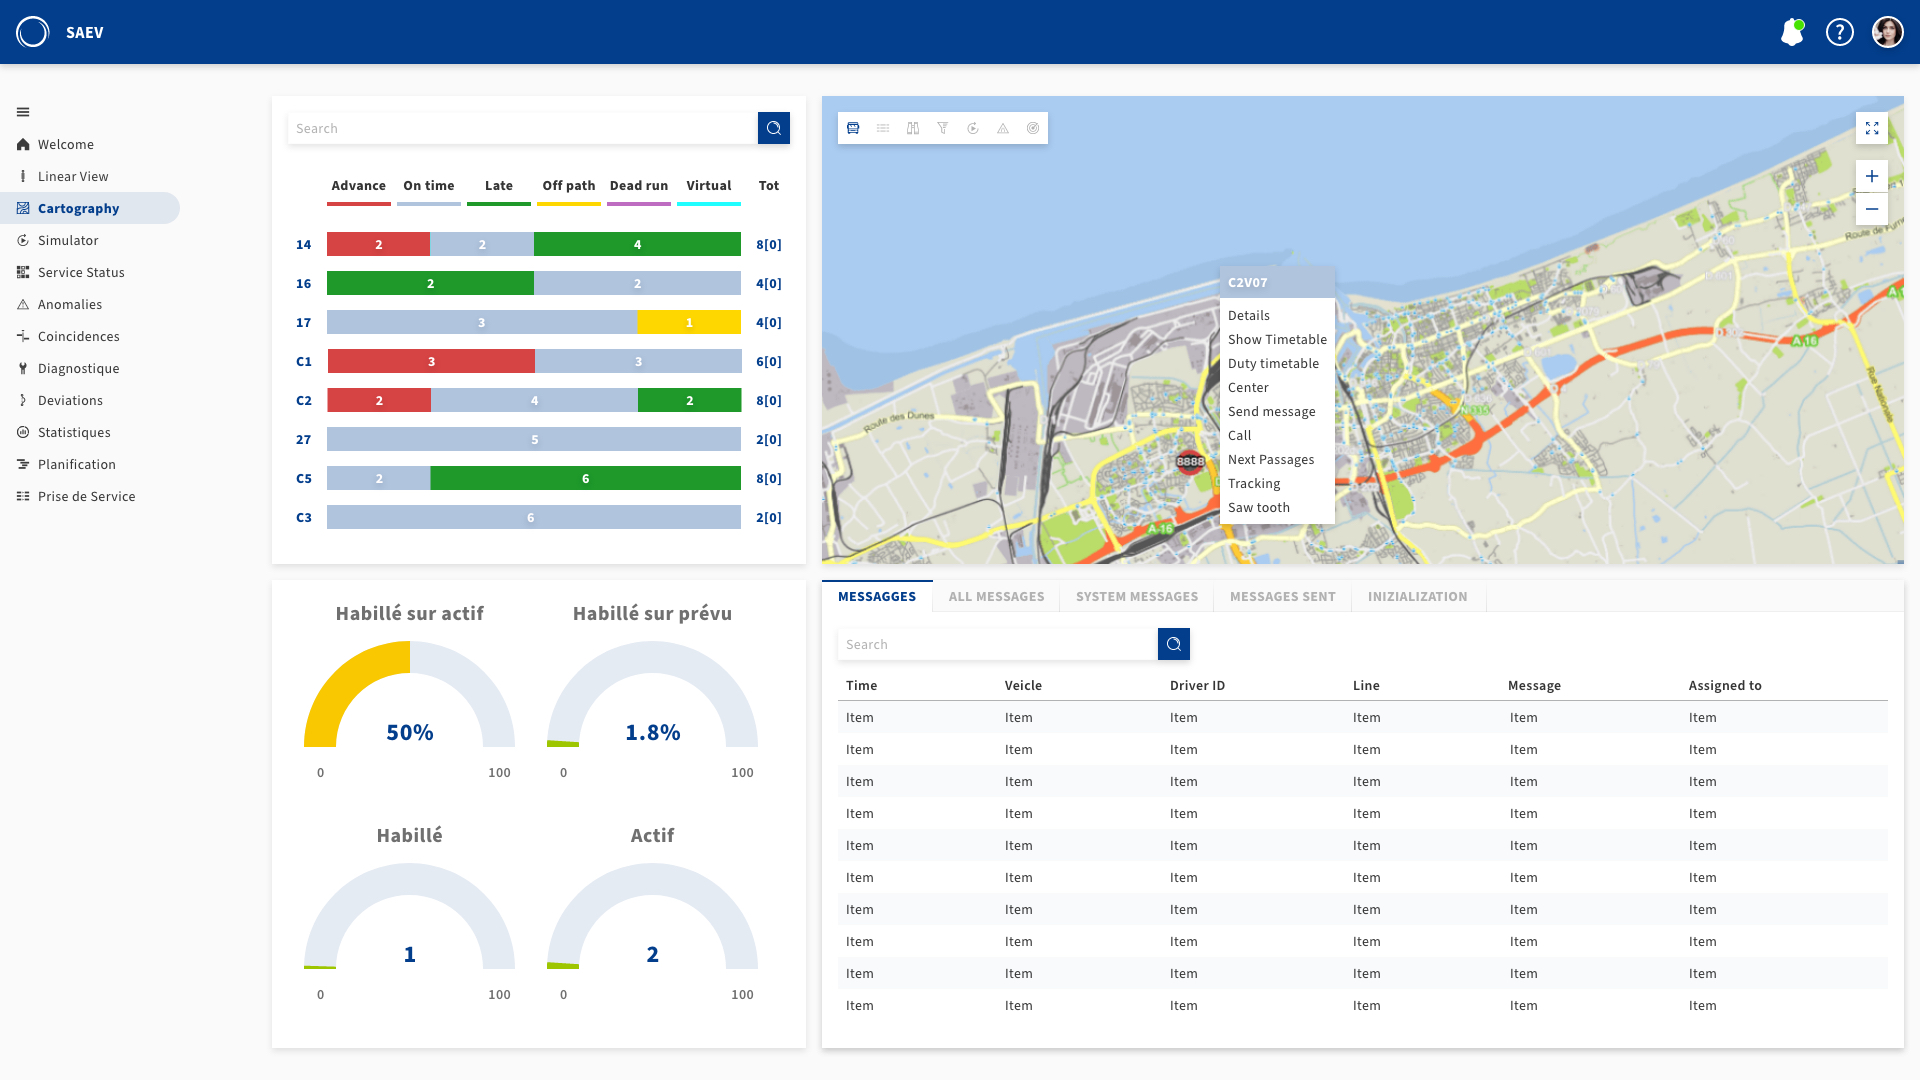 SAEV
?
Welcome
Linear View
Cartography
Simulator
Service Status
Anomalies
Coincidences
Diagnostique
Deviations
Statistiques
Planification
Prise de Service
Search
Advance On time Late Off path Dead run Virtual Tot
14 2 2 4 8[0]
16 2 2 4[0]
17 3 1 4[0]
C1 3 3 6[0]
C2 2 4 2 8[0]
27 5 2[0]
C5 2 6 8[0]
C3 6 2[0]
Route des Dunes
8888
A-16
A-16
Rue Nationale
C2V07
Details
Show Timetable
Duty timetable
Center
Send message
Call
Next Passages
Tracking
Saw tooth
Habillé sur actif
50%
0 100
Habillé sur prévu
1.8%
0 100
Habillé
1
0 100
Actif
2
0 100
MESSAGGES ALL MESSAGES SYSTEM MESSAGES MESSAGES SENT INIZIALIZATION
Search
Time Veicle Driver ID Line Message Assigned to
Item Item Item Item Item Item
Item Item Item Item Item Item
Item Item Item Item Item Item
Item Item Item Item Item Item
Item Item Item Item Item Item
Item Item Item Item Item Item
Item Item Item Item Item Item
Item Item Item Item Item Item
Item Item Item Item Item Item
Item Item Item Item Item Item